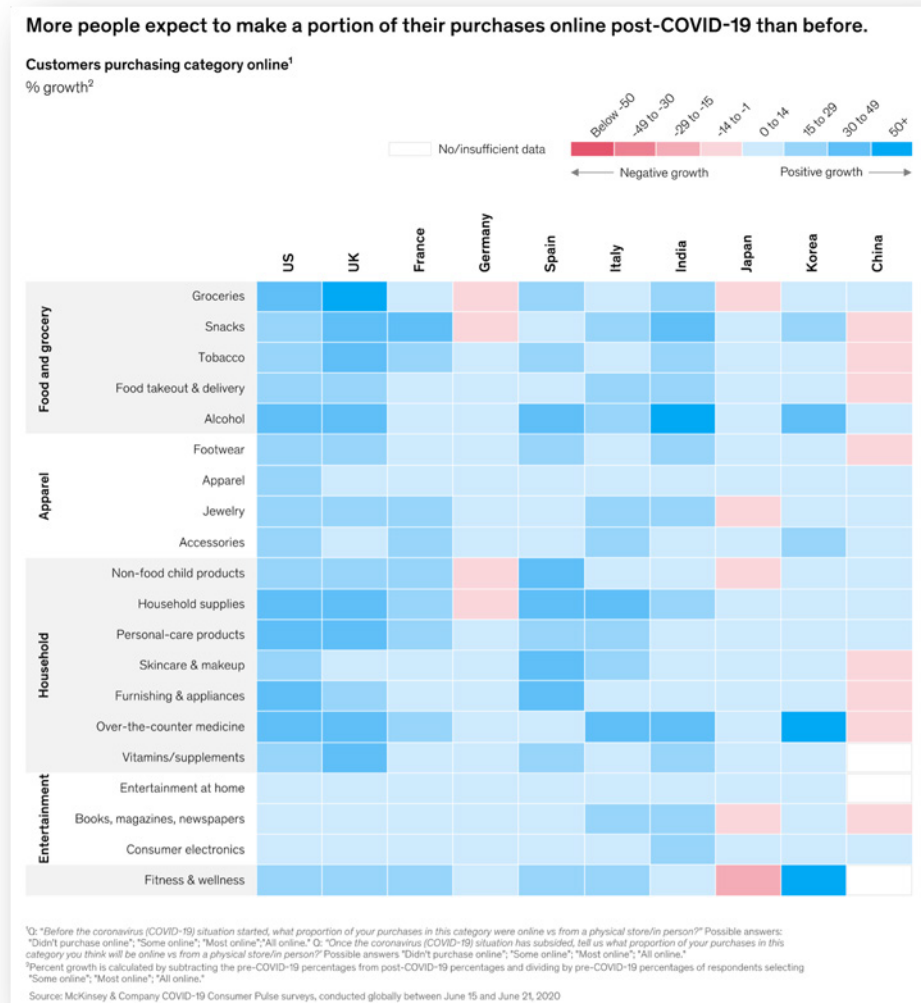 More people expect to make a portion of their purchases online post-COVID-19 than before.
Customers purchasing category online¹
% growth²
No/insufficient data
Below -50
-49 to -30
-29 to -15
-14 to -1
0 to 14
15 to 29
30 to 49
50+
Negative growth
Positive growth
US
UK
France
Germany
Spain
Italy
India
Japan
Korea
China
Food and grocery
Groceries
Snacks
Tobacco
Food takeout & delivery
Alcohol
Apparel
Footwear
Apparel
Jewelry
Accessories
Household
Non-food child products
Household supplies
Personal-care products
Skincare & makeup
Furnishing & appliances
Over-the-counter medicine
Vitamins/supplements
Entertainment
Entertainment at home
Books, magazines, newspapers
Consumer electronics
Fitness & wellness
¹Q: "Before the coronavirus (COVID-19) situation started, what proportion of your purchases in this category were online vs from a physical store/in person?" Possible answers:
"Didn't purchase online"; "Some online"; "Most online";"All online." Q: "Once the coronavirus (COVID-19) situation has subsided, tell us what proportion of your purchases in this
category you think will be online vs from a physical store/in person?' Possible answers "Didn't purchase online"; "Some online"; "Most online"; "All online."
²Percent growth is calculated by subtracting the pre-COVID-19 percentages from post-COVID-19 percentages and dividing by pre-COVID-19 percentages of respondents selecting
"Some online"; "Most online"; "All online."
Source: McKinsey & Company COVID-19 Consumer Pulse surveys, conducted globally between June 15 and June 21, 2020